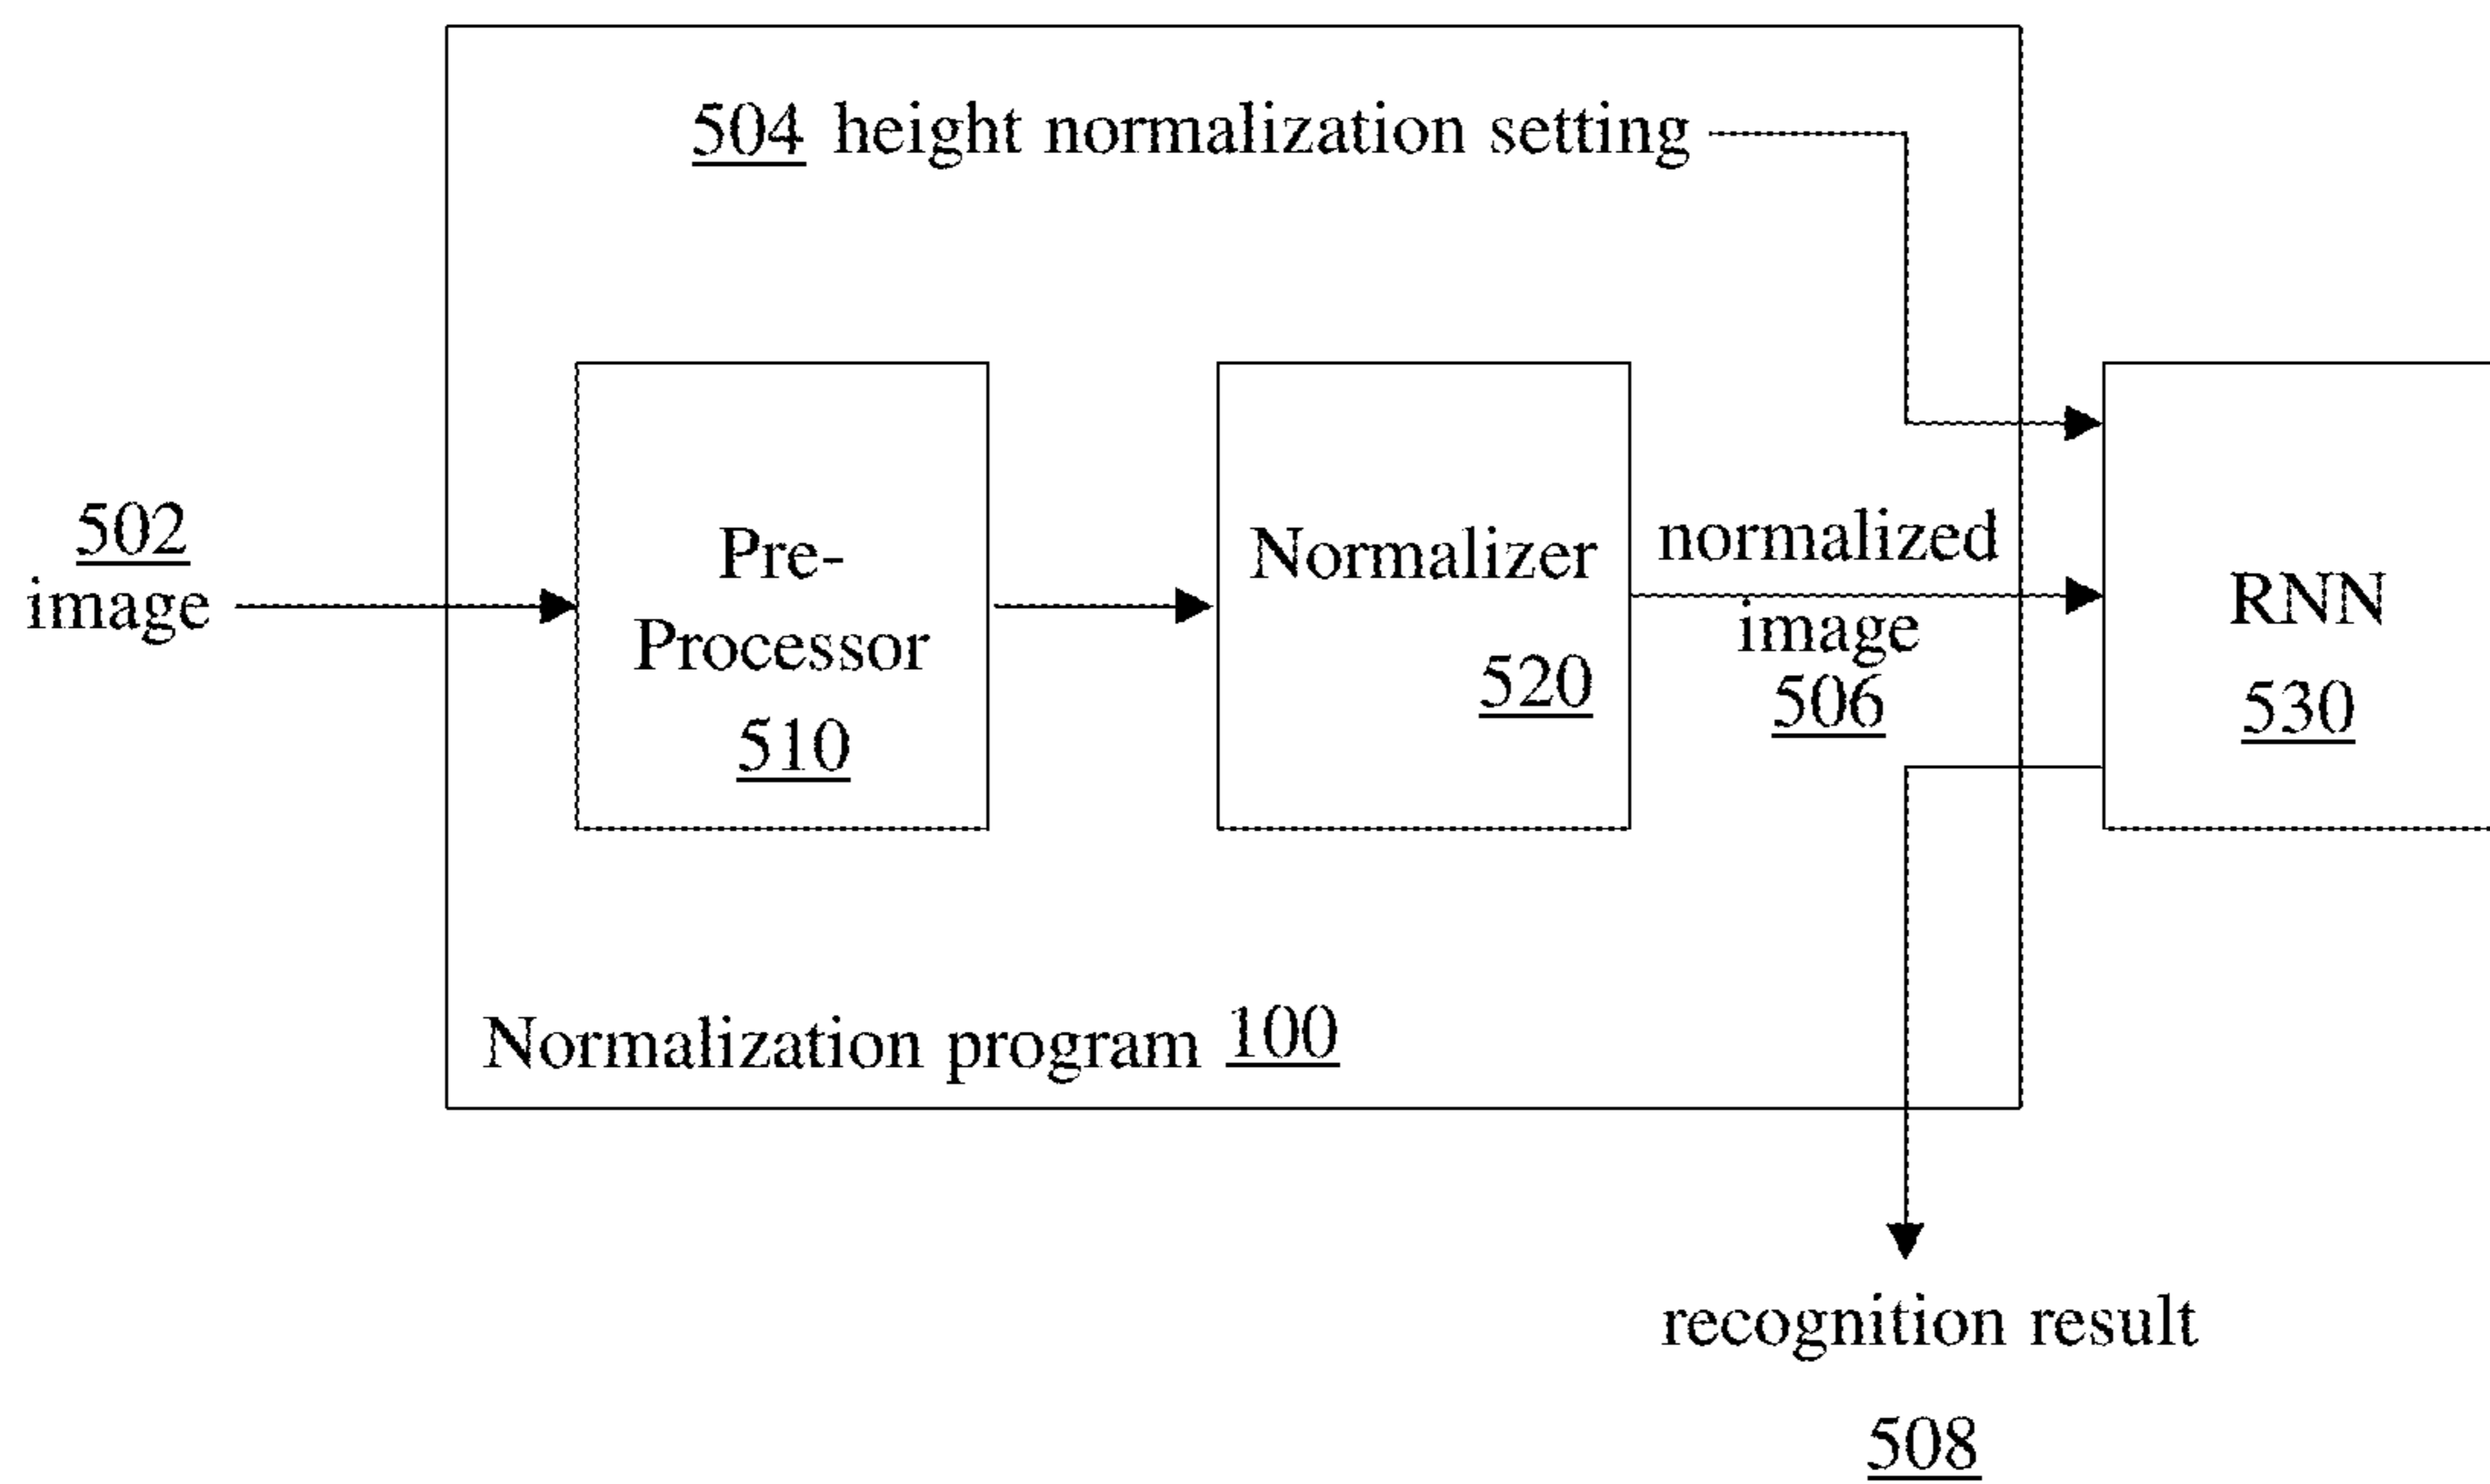 504 height normalization setting
502
image
Pre-
Processor
510
Normalizer
520
normalized
image
506
RNN
530
Normalization program 100
recognition result
508